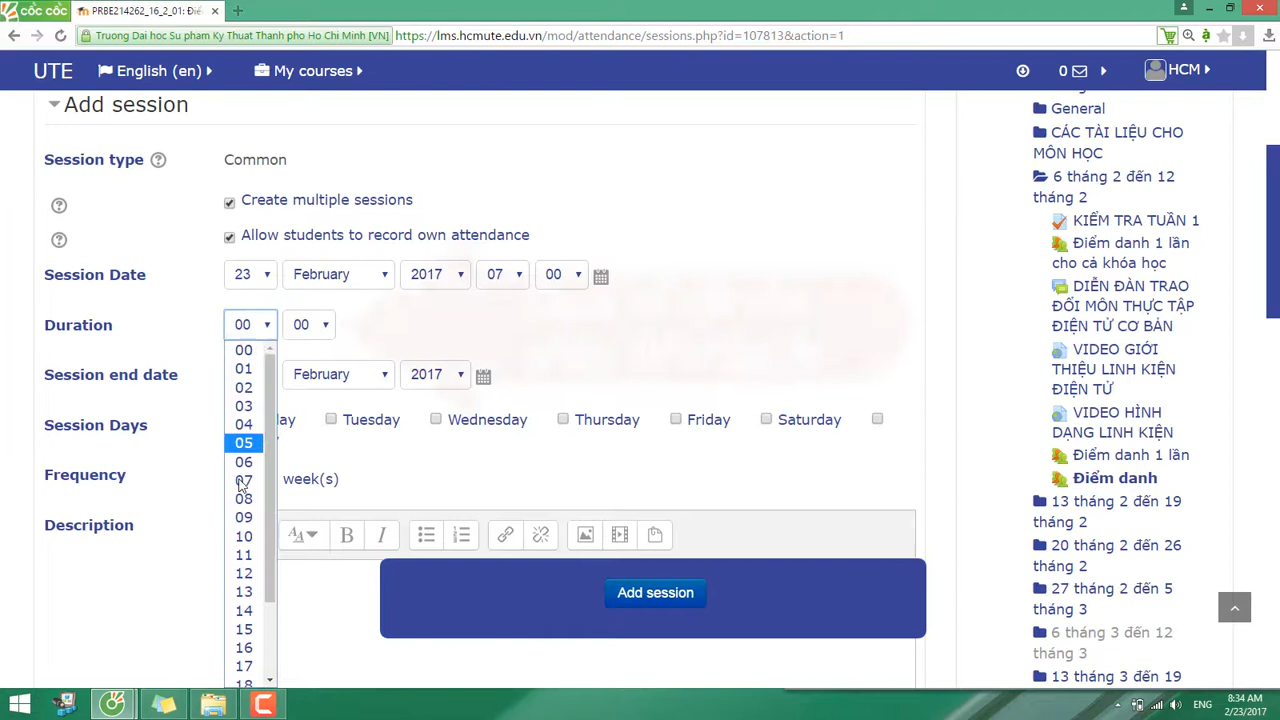 cốc cốc
PRBE214262_16_2_01: Điể
Truong Dai hoc Su pham Ky Thuat Thanh pho Ho Chi Minh [VN]
https://lms.hcmute.edu.vn/mod/attendance/sessions.php?id=107813&action=1
UTE
English (en)
My courses
0
HCM
Add session
Session type
Common
Create multiple sessions
Allow students to record own attendance
Session Date
23
February
2017
07
00
Duration
00
00
Session end date
February
2017
Session Days
day
Tuesday
Wednesday
Thursday
Friday
Saturday
Frequency
week(s)
Description
00
01
02
03
04
05
06
07
08
09
10
11
12
13
14
15
16
17
18
Add session
General
CÁC TÀI LIỆU CHO
MÔN HỌC
6 tháng 2 đến 12
tháng 2
KIỂM TRA TUẦN 1
Điểm danh 1 lần
cho cả khóa học
DIỄN ĐÀN TRAO
ĐỔI MÔN THỰC TẬP
ĐIỆN TỬ CƠ BẢN
VIDEO GIỚI
THIỆU LINH KIỆN
ĐIỆN TỬ
VIDEO HÌNH
DẠNG LINH KIỆN
Điểm danh 1 lần
Điểm danh
13 tháng 2 đến 19
tháng 2
20 tháng 2 đến 26
tháng 2
27 tháng 2 đến 5
tháng 3
6 tháng 3 đến 12
tháng 3
13 tháng 3 đến 19
ENG
8:34 AM
2/23/2017